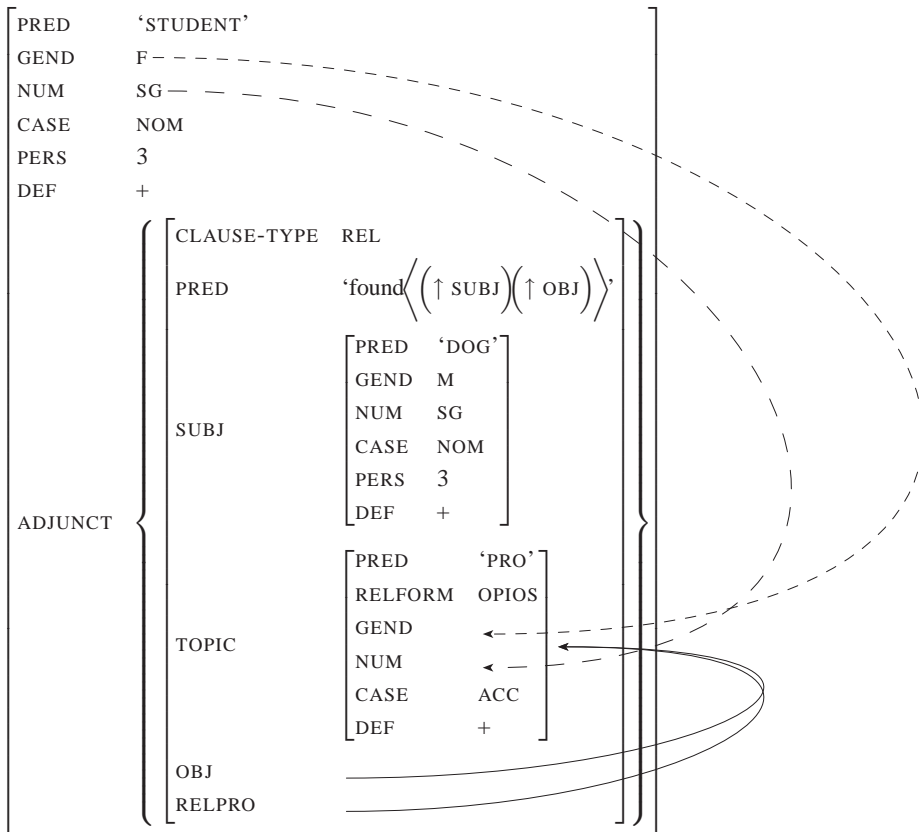 PRED ‘STUDENT’
GEND F
NUM SG
CASE NOM
PERS 3
DEF +
CLAUSE-TYPE REL
PRED ‘found⟨(↑ SUBJ)(↑ OBJ)⟩’
PRED ‘DOG’
GEND M
NUM SG
SUBJ
CASE NOM
PERS 3
DEF +
ADJUNCT
PRED ‘PRO’
RELFORM OPIOS
GEND
TOPIC
NUM
CASE ACC
DEF +
OBJ
RELPRO